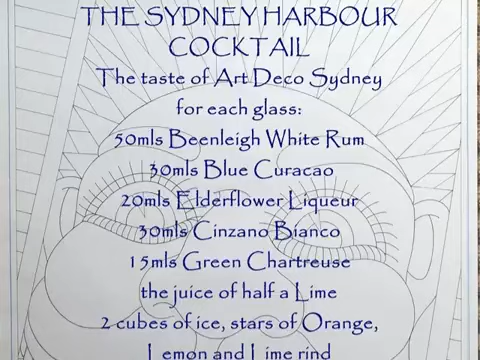 THE SYDNEY HARBOUR
COCKTAIL
The taste of Art Deco Sydney
for each glass:
50mls Beenleigh White Rum
30mls Blue Curacao
20mls Elderflower Liqueur
30mls Cinzano Bianco
15mls Green Chartreuse
the juice of half a Lime
2 cubes of ice, stars of Orange,
Lemon and Lime rind